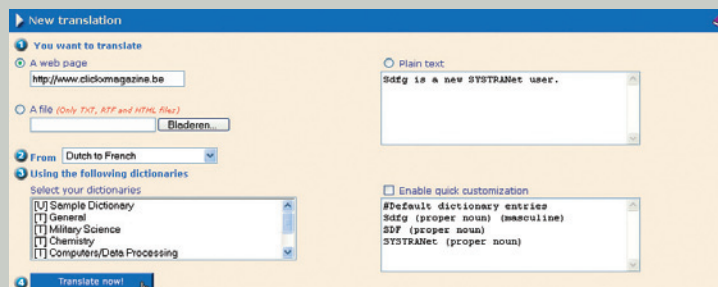 New translation
1 You want to translate
A web page
http://www.clickxmagazine.be
A file (Only TXT, RTF and HTML files)
Bladeren...
Plain text
Sdfg is a new SYSTRANet user.
2 From Dutch to French
3 Using the following dictionaries
Select your dictionaries
[U] Sample Dictionary
[T] General
[T] Military Science
[T] Chemistry
[T] Computers/Data Processing
Enable quick customization
#Default dictionary entries
Sdfg (proper noun) (masculine)
SDF (proper noun)
SYSTRANet (proper noun)
4 Translate now!